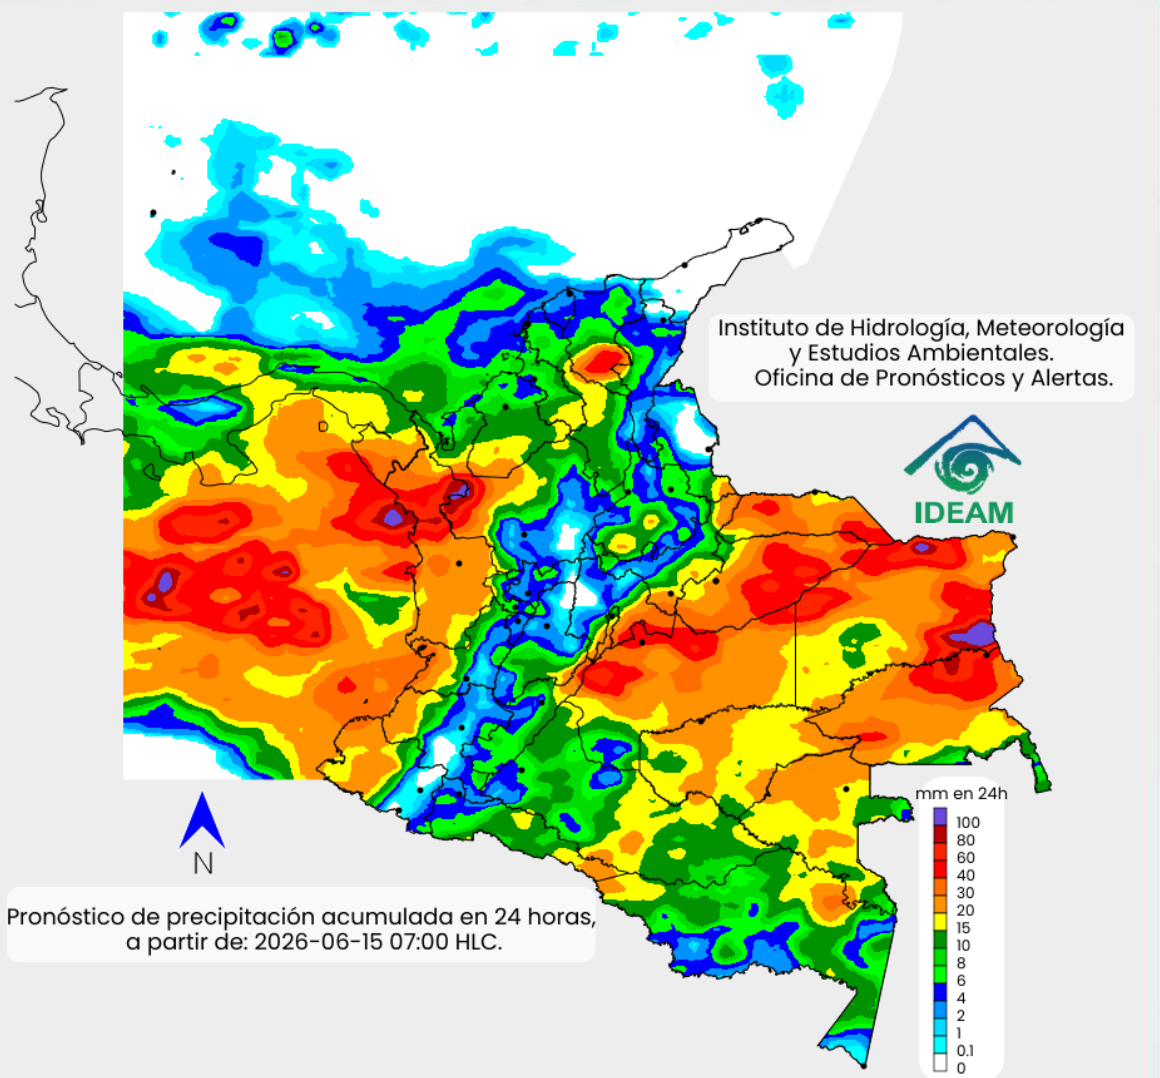 Instituto de Hidrología, Meteorología
y Estudios Ambientales.
Oficina de Pronósticos y Alertas.
IDEAM
mm en 24h
100
80
60
40
30
20
15
10
8
6
4
2
1
0.1
0
N
Pronóstico de precipitación acumulada en 24 horas,
a partir de: 2026-06-15 07:00 HLC.